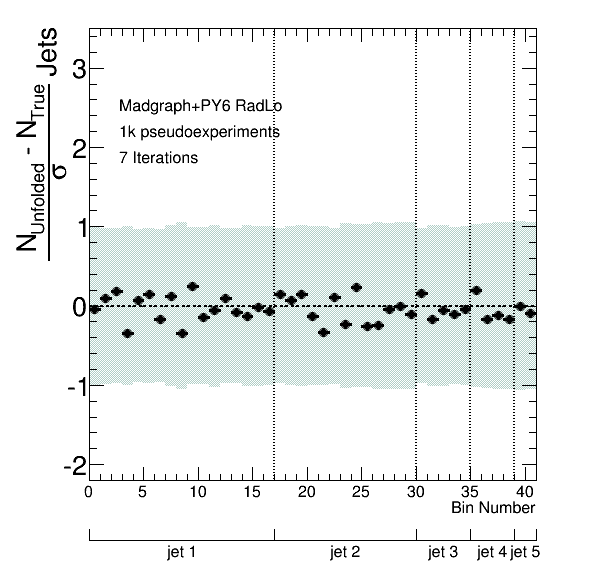 N_Unfolded - N_True
σ
Jets
3
2
1
0
-1
-2
Madgraph+PY6 RadLo
1k pseudoexperiments
7 Iterations
0 5 10 15 20 25 30 35 40
Bin Number
jet 1 jet 2 jet 3 jet 4 jet 5